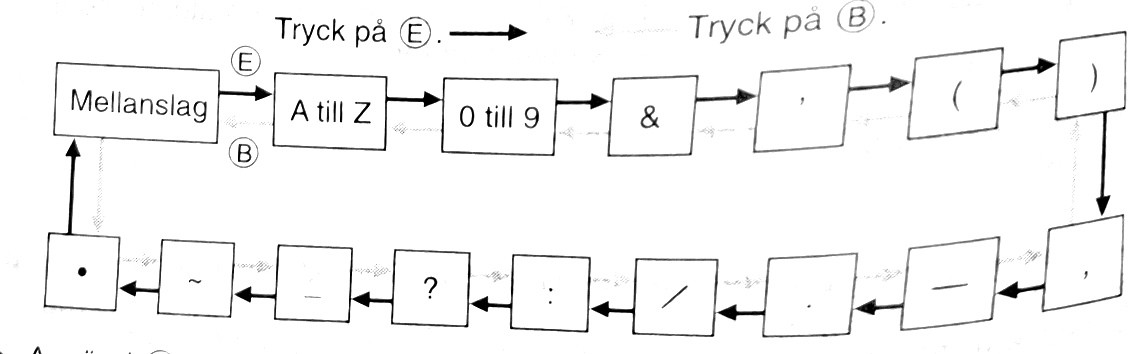 Tryck på Ⓔ. Tryck på Ⓑ.
Ⓔ
Mellanslag A till Z 0 till 9 & ' ( )
Ⓑ
• ~ _ ? : / . — ,